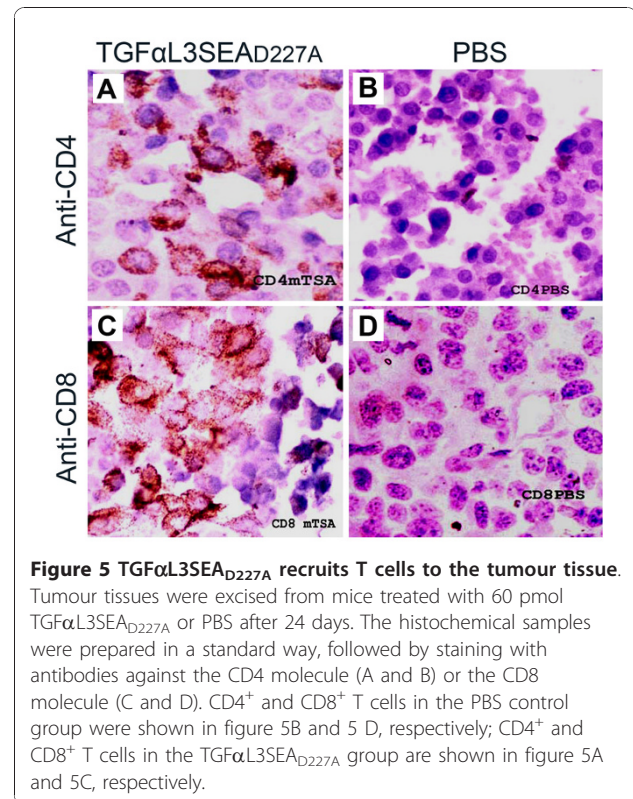 TGFαL3SEAD227A PBS
Anti-CD4
A
B
CD4mTSA
CD4PBS
Anti-CD8
C
D
CD8 mTSA
CD8PBS
Figure 5 TGFαL3SEAD227A recruits T cells to the tumour tissue.
Tumour tissues were excised from mice treated with 60 pmol
TGFαL3SEAD227A or PBS after 24 days. The histochemical samples
were prepared in a standard way, followed by staining with
antibodies against the CD4 molecule (A and B) or the CD8
molecule (C and D). CD4+ and CD8+ T cells in the PBS control
group were shown in figure 5B and 5 D, respectively; CD4+ and
CD8+ T cells in the TGFαL3SEAD227A group are shown in figure 5A
and 5C, respectively.